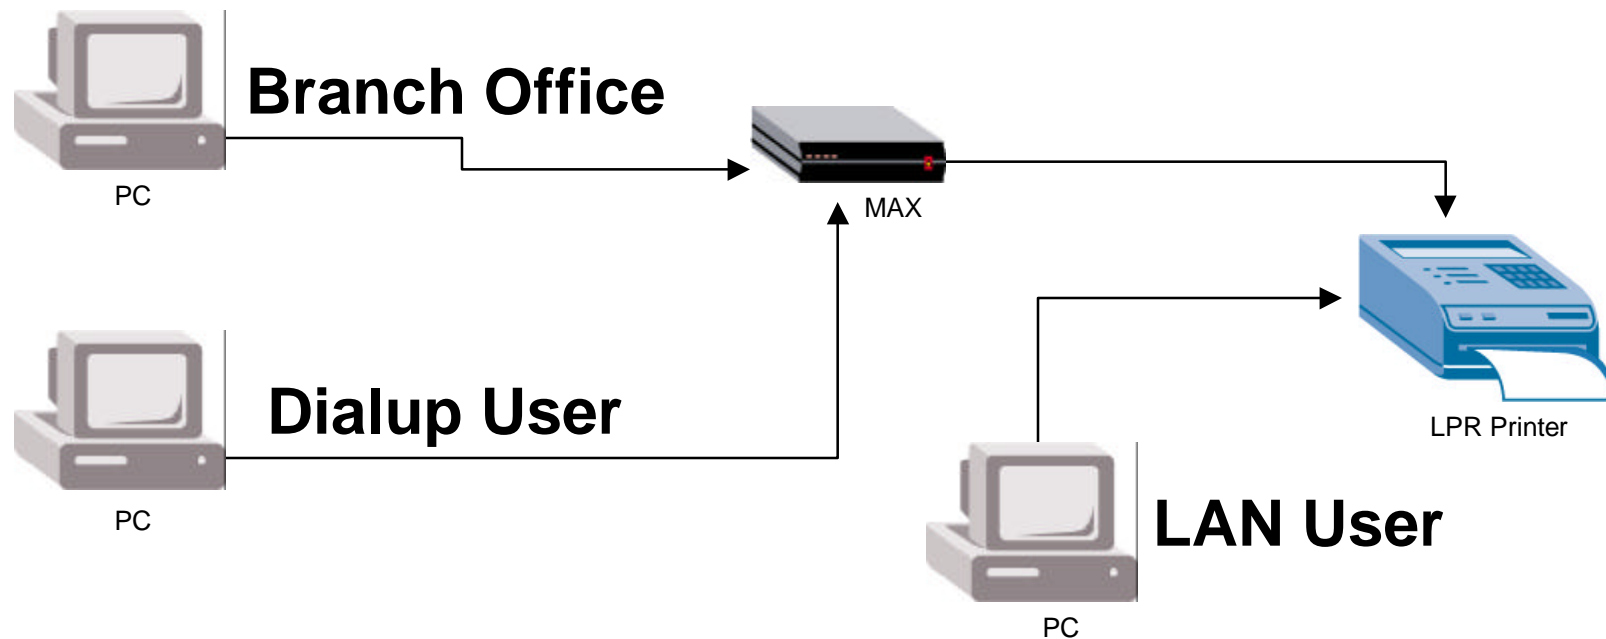 Branch Office
PC
MAX
Dialup User
PC
LPR Printer
LAN User
PC